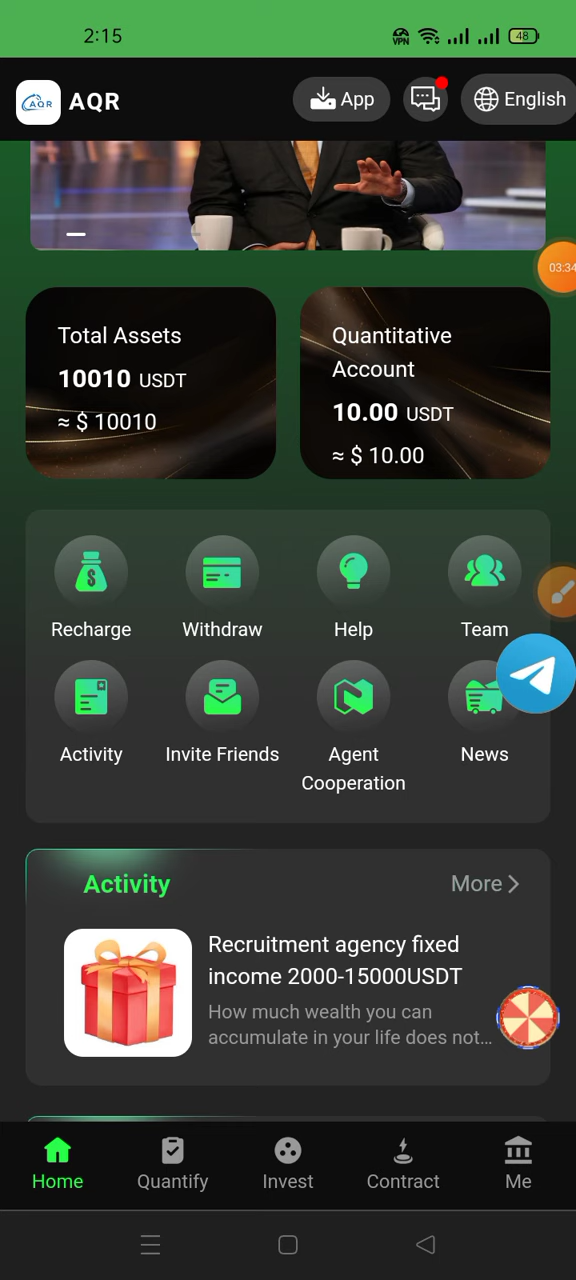 2:15
VPN
48
AQR
AQR
App
English
03:34
Total Assets
10010 USDT
≈ $ 10010
Quantitative
Account
10.00 USDT
≈ $ 10.00
Recharge
Withdraw
Help
Team
Activity
Invite Friends
Agent
Cooperation
News
Activity
More
Recruitment agency fixed
income 2000-15000USDT
How much wealth you can
accumulate in your life does not...
Home
Quantify
Invest
Contract
Me